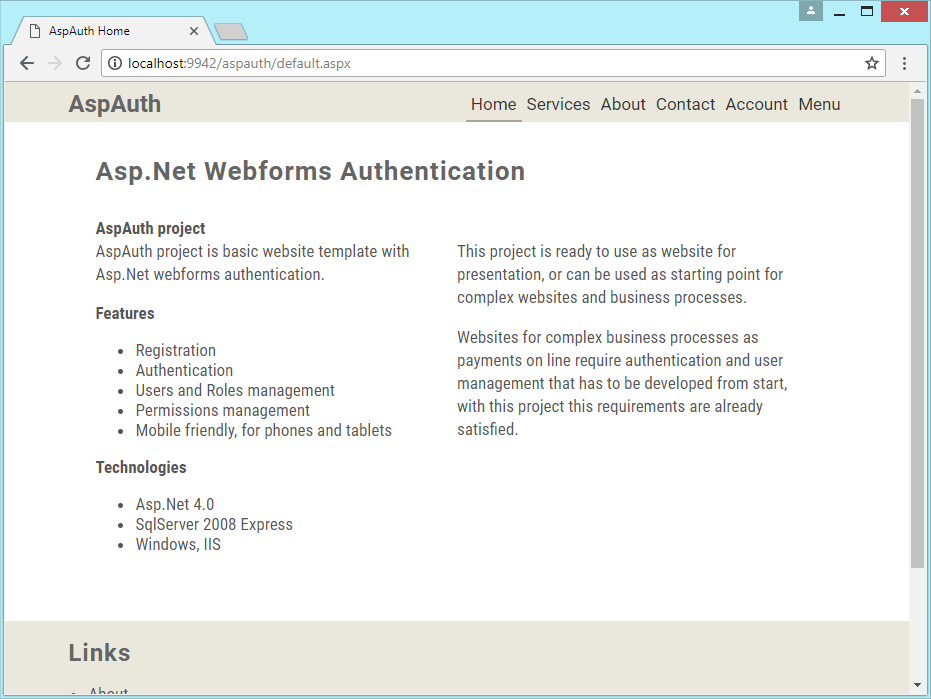 AspAuth Home
localhost:9942/aspauth/default.aspx
AspAuth
Home Services About Contact Account Menu
Asp.Net Webforms Authentication
AspAuth project
AspAuth project is basic website template with
Asp.Net webforms authentication.
Features
• Registration
• Authentication
• Users and Roles management
• Permissions management
• Mobile friendly, for phones and tablets
Technologies
• Asp.Net 4.0
• SqlServer 2008 Express
• Windows, IIS
This project is ready to use as website for
presentation, or can be used as starting point for
complex websites and business processes.
Websites for complex business processes as
payments on line require authentication and user
management that has to be developed from start,
with this project this requirements are already
satisfied.
Links
• About